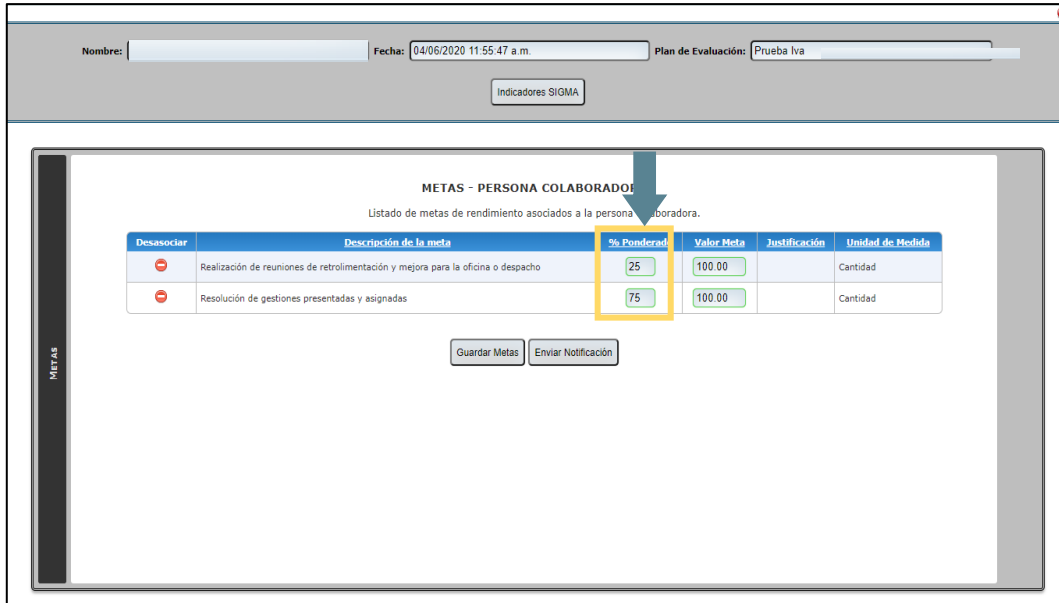 Nombre: Fecha: 04/06/2020 11:55:47 a.m. Plan de Evaluación: Prueba Iva
Indicadores SIGMA
METAS
METAS - PERSONA COLABORADOR
Listado de metas de rendimiento asociados a la persona colaboradora.
Desasociar Descripción de la meta % Ponderado Valor Meta Justificación Unidad de Medida
Realización de reuniones de retrolimentación y mejora para la oficina o despacho 25 100.00 Cantidad
Resolución de gestiones presentadas y asignadas 75 100.00 Cantidad
Guardar Metas Enviar Notificación